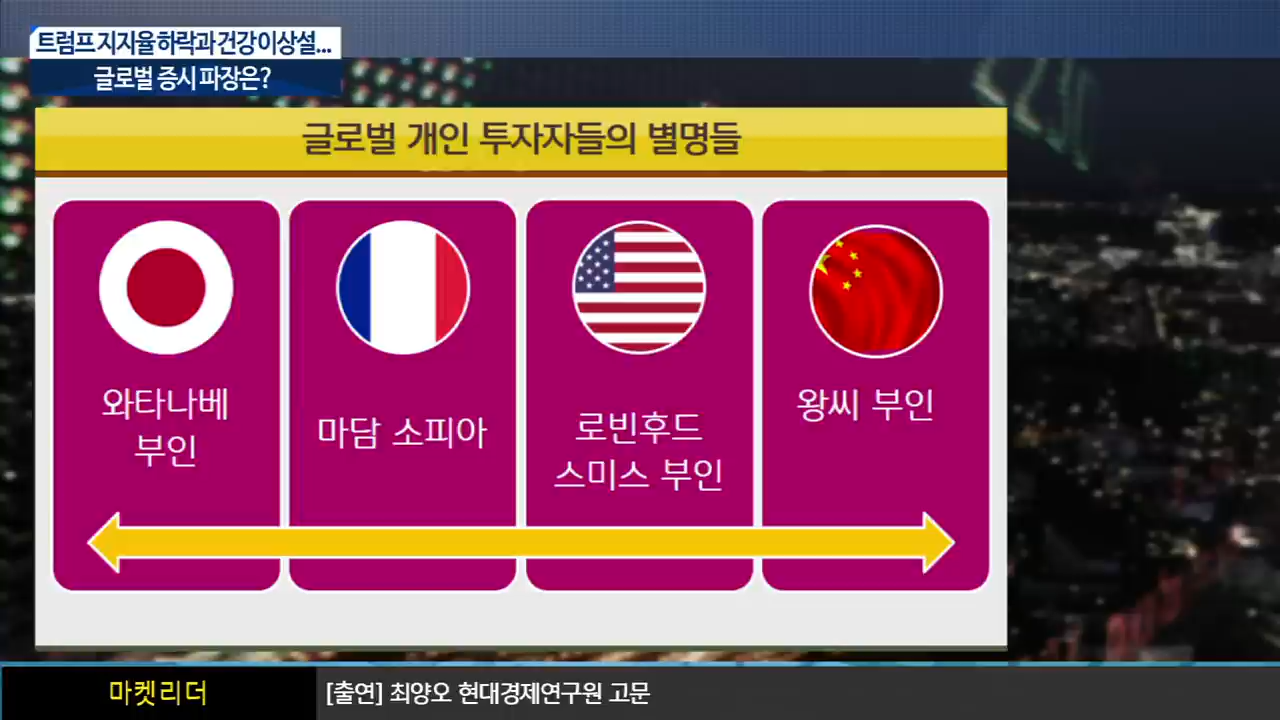 트럼프 지지율 하락과 건강 이상설...
글로벌 증시 파장은?
글로벌 개인 투자자들의 별명들
와타나베
부인
마담 소피아
로빈후드
스미스 부인
왕씨 부인
마켓리더
[출연] 최양오 현대경제연구원 고문